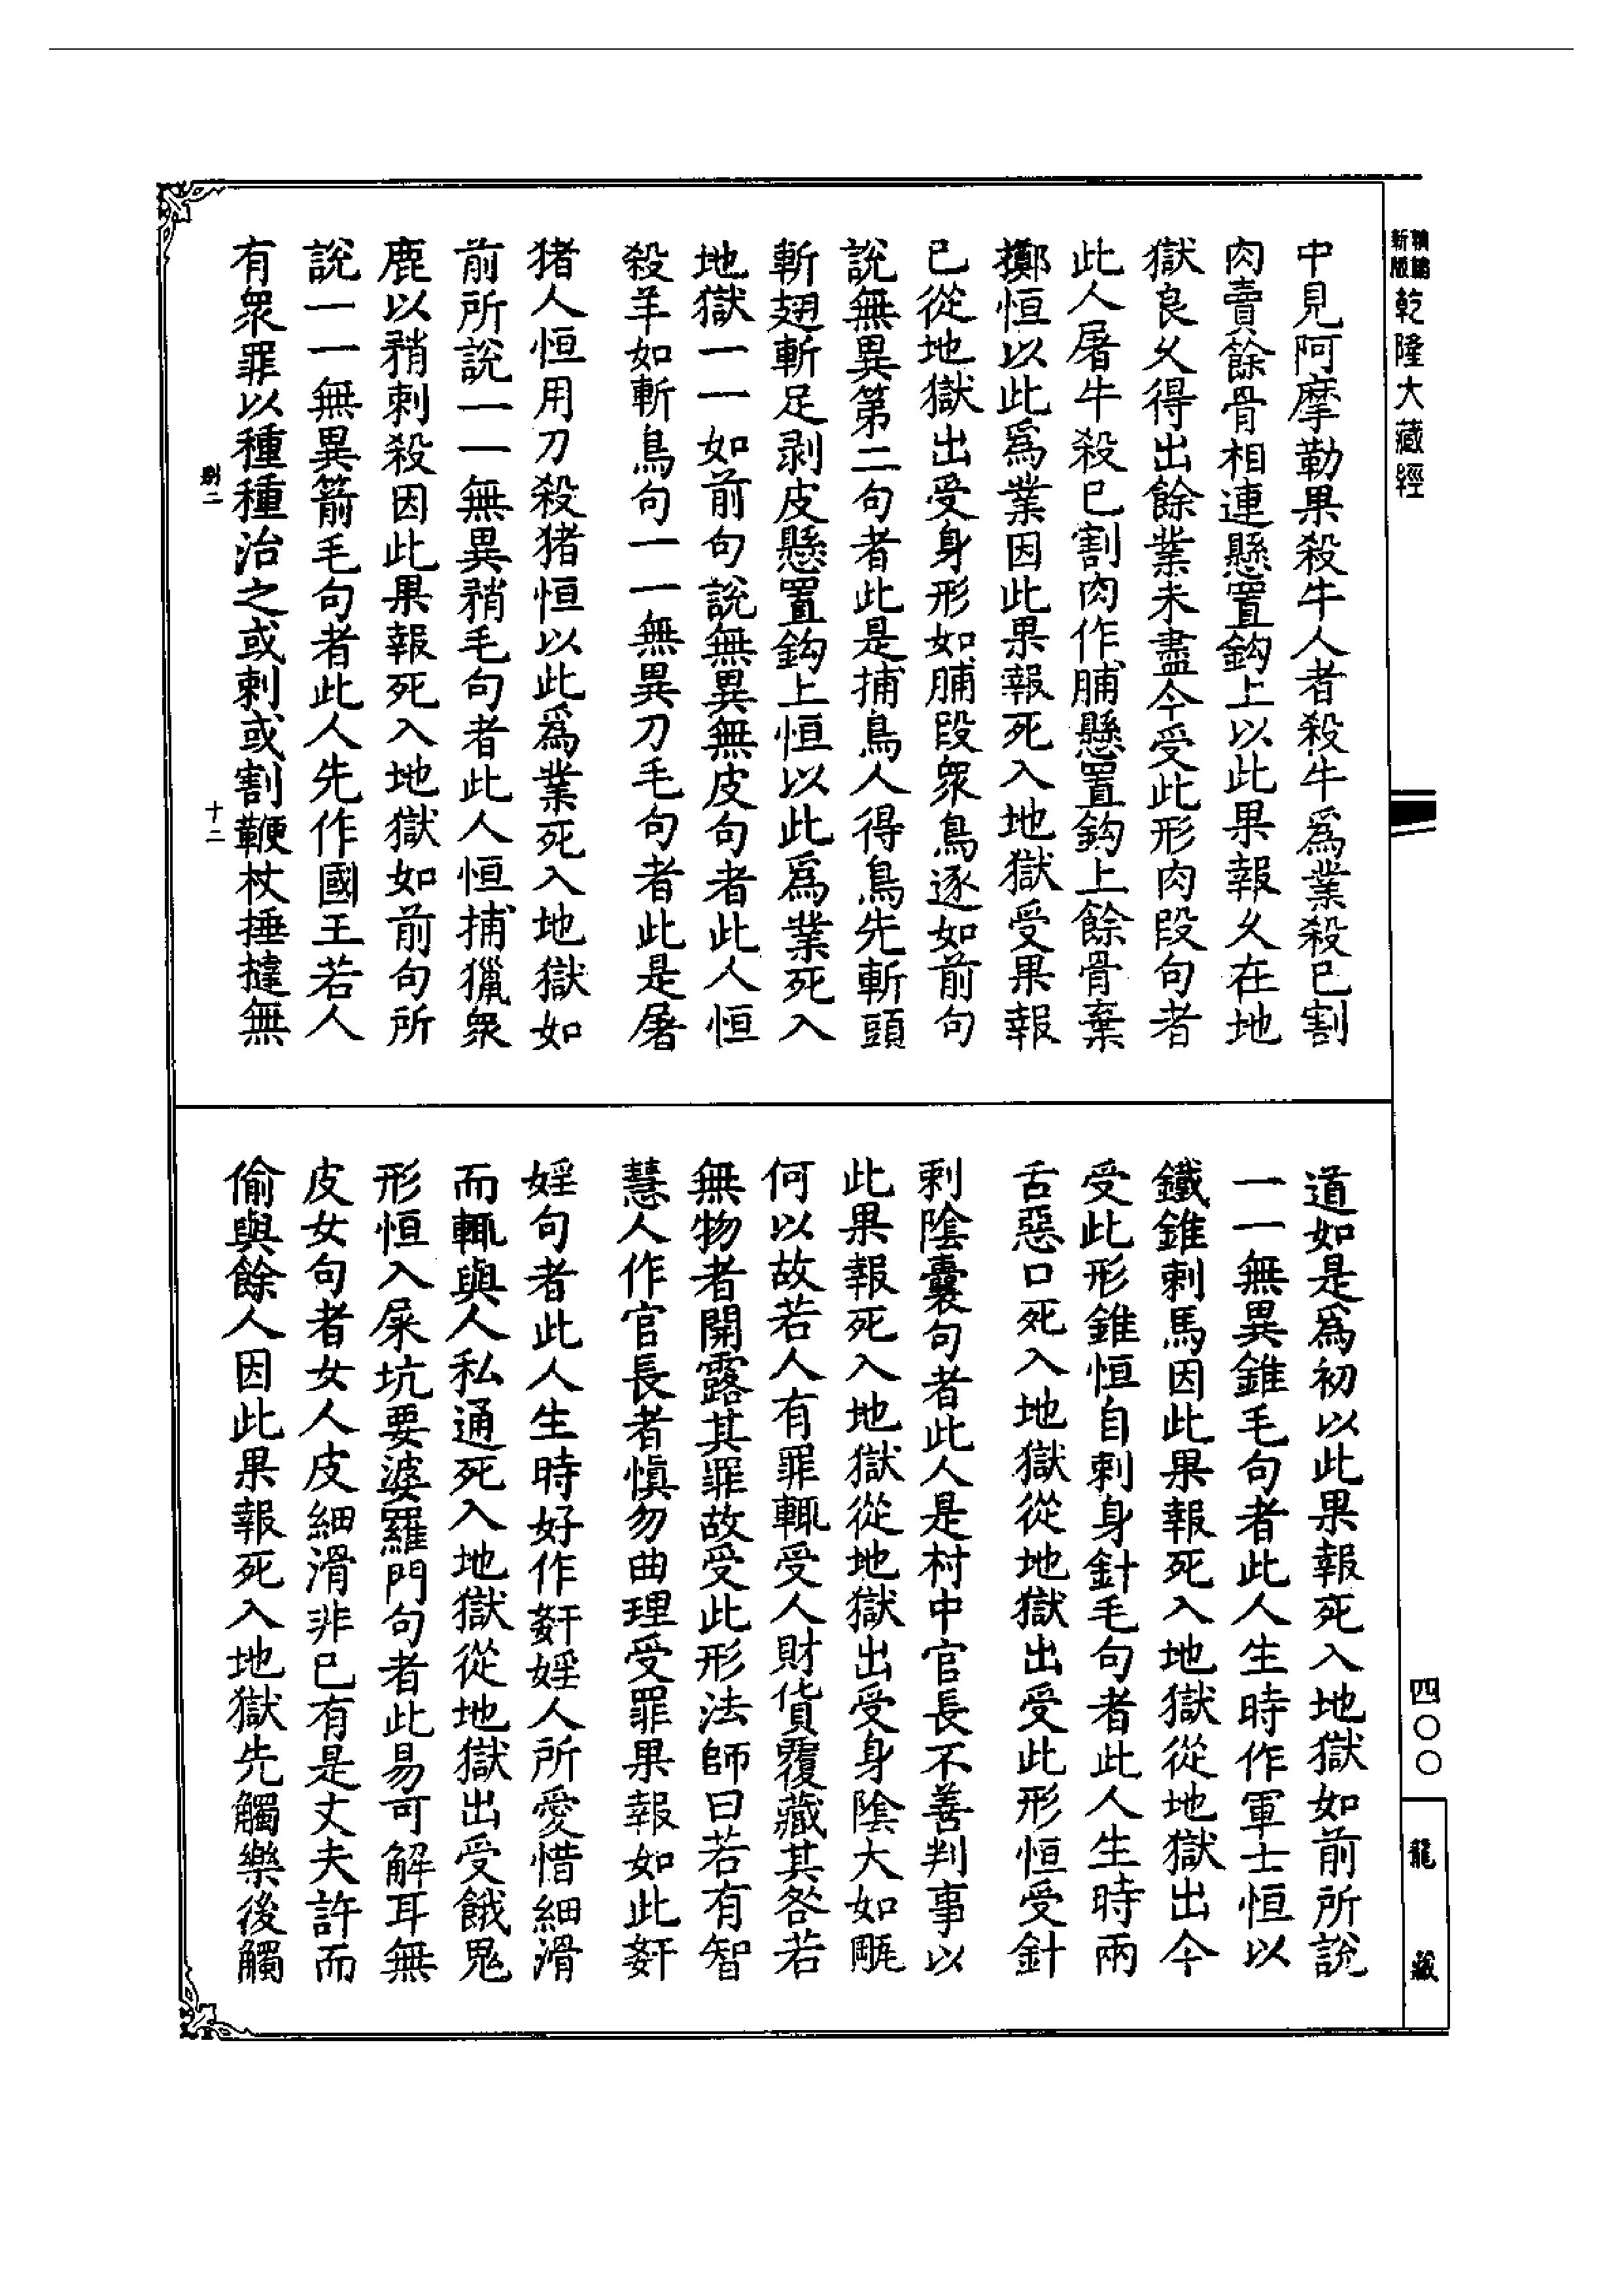 新版
乾隆大藏經
中見阿摩勒果殺牛人者殺牛爲業殺已割
肉賣餘骨相連懸置鉤上以此果報久在地
獄良久得出餘業未盡今受此形肉段句者
此人屠牛殺已割肉作脯懸置鉤上餘骨棄
擲恒以此爲業因此果報死入地獄受果報
已從地獄出受身形如脯段衆鳥逐如前句
說無異第二句者此是捕鳥人得鳥先斬頭
斬翅斬足剥皮懸置鉤上恒以此爲業死入
地獄一一如前句說無異無皮句者此人恒
殺羊如斬鳥句一一無異刀毛句者此是屠
猪人恒用刀殺猪恒以此爲業死入地獄如
前所說一一無異矟毛句者此人恒捕獵衆
鹿以矟刺殺因此果報死入地獄如前句所
說一一無異箭毛句者此人先作國王若人
有衆罪以種種治之或刺或割鞭杖捶撻無
十二
道如是爲初以此果報死入地獄如前所說
一一無異錐毛句者此人生時作軍士恒以
鐵錐刺馬因此果報死入地獄從地獄出今
受此形錐恒自刺身針毛句者此人生時兩
舌惡口死入地獄從地獄出受此形恒受針
刺陰囊句者此人是村中官長不善判事以
此果報死入地獄從地獄出受身陰大如甕
何以故若人有罪輒受人財貨覆藏其咎若
無物者開露其罪故受此形法師曰若有智
慧人作官長者愼勿曲理受罪果報如此姧
婬句者此人生時好作姧婬人所愛惜細滑
而輒與人私通死入地獄從地獄出受餓鬼
形恒入屎坑要婆羅門句者此易可解耳無
皮女句者女人皮細滑非已有是丈夫許而
偷與餘人因此果報死入地獄先觸樂後觸
四〇〇
龍藏